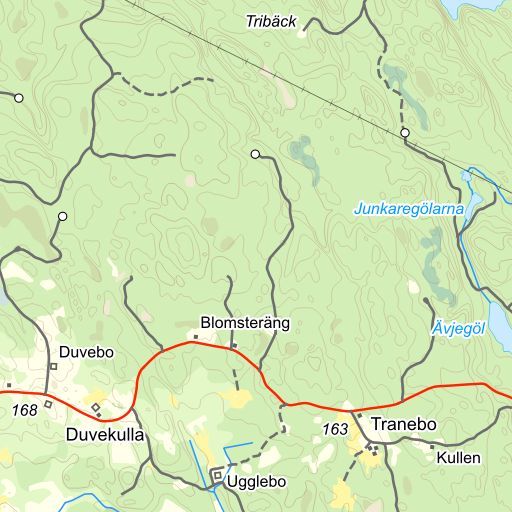 Tribäck
Junkaregölarna
Blomsteräng
Ävjegöl
Duvebo
168
Duvekulla
163
Tranebo
Kullen
Ugglebo